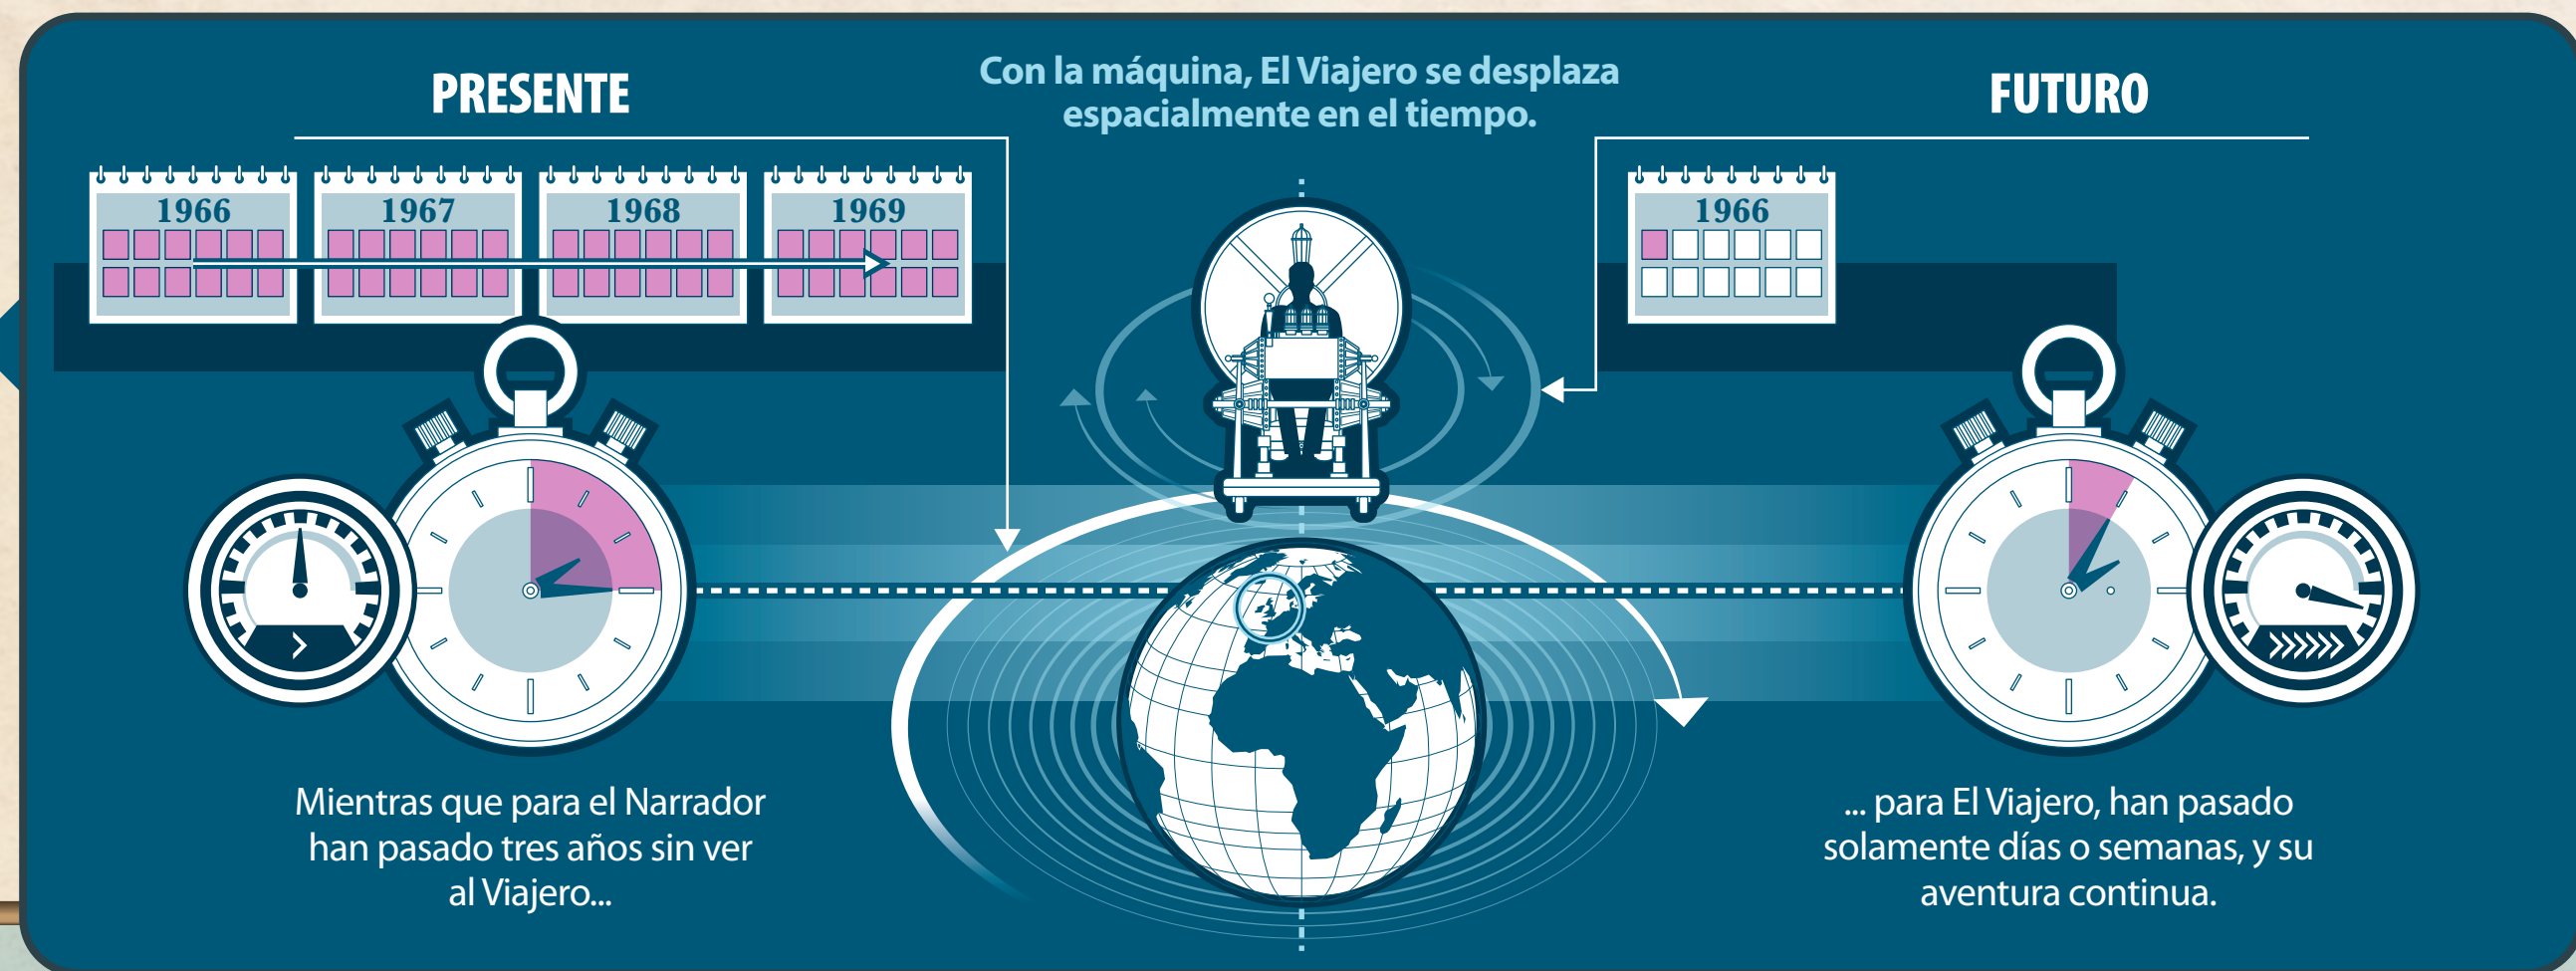 PRESENTE
Con la máquina, El Viajero se desplaza
espacialmente en el tiempo.
FUTURO
1966
1967
1968
1969
1966
Mientras que para el Narrador
han pasado tres años sin ver
al Viajero...
... para El Viajero, han pasado
solamente días o semanas, y su
aventura continua.